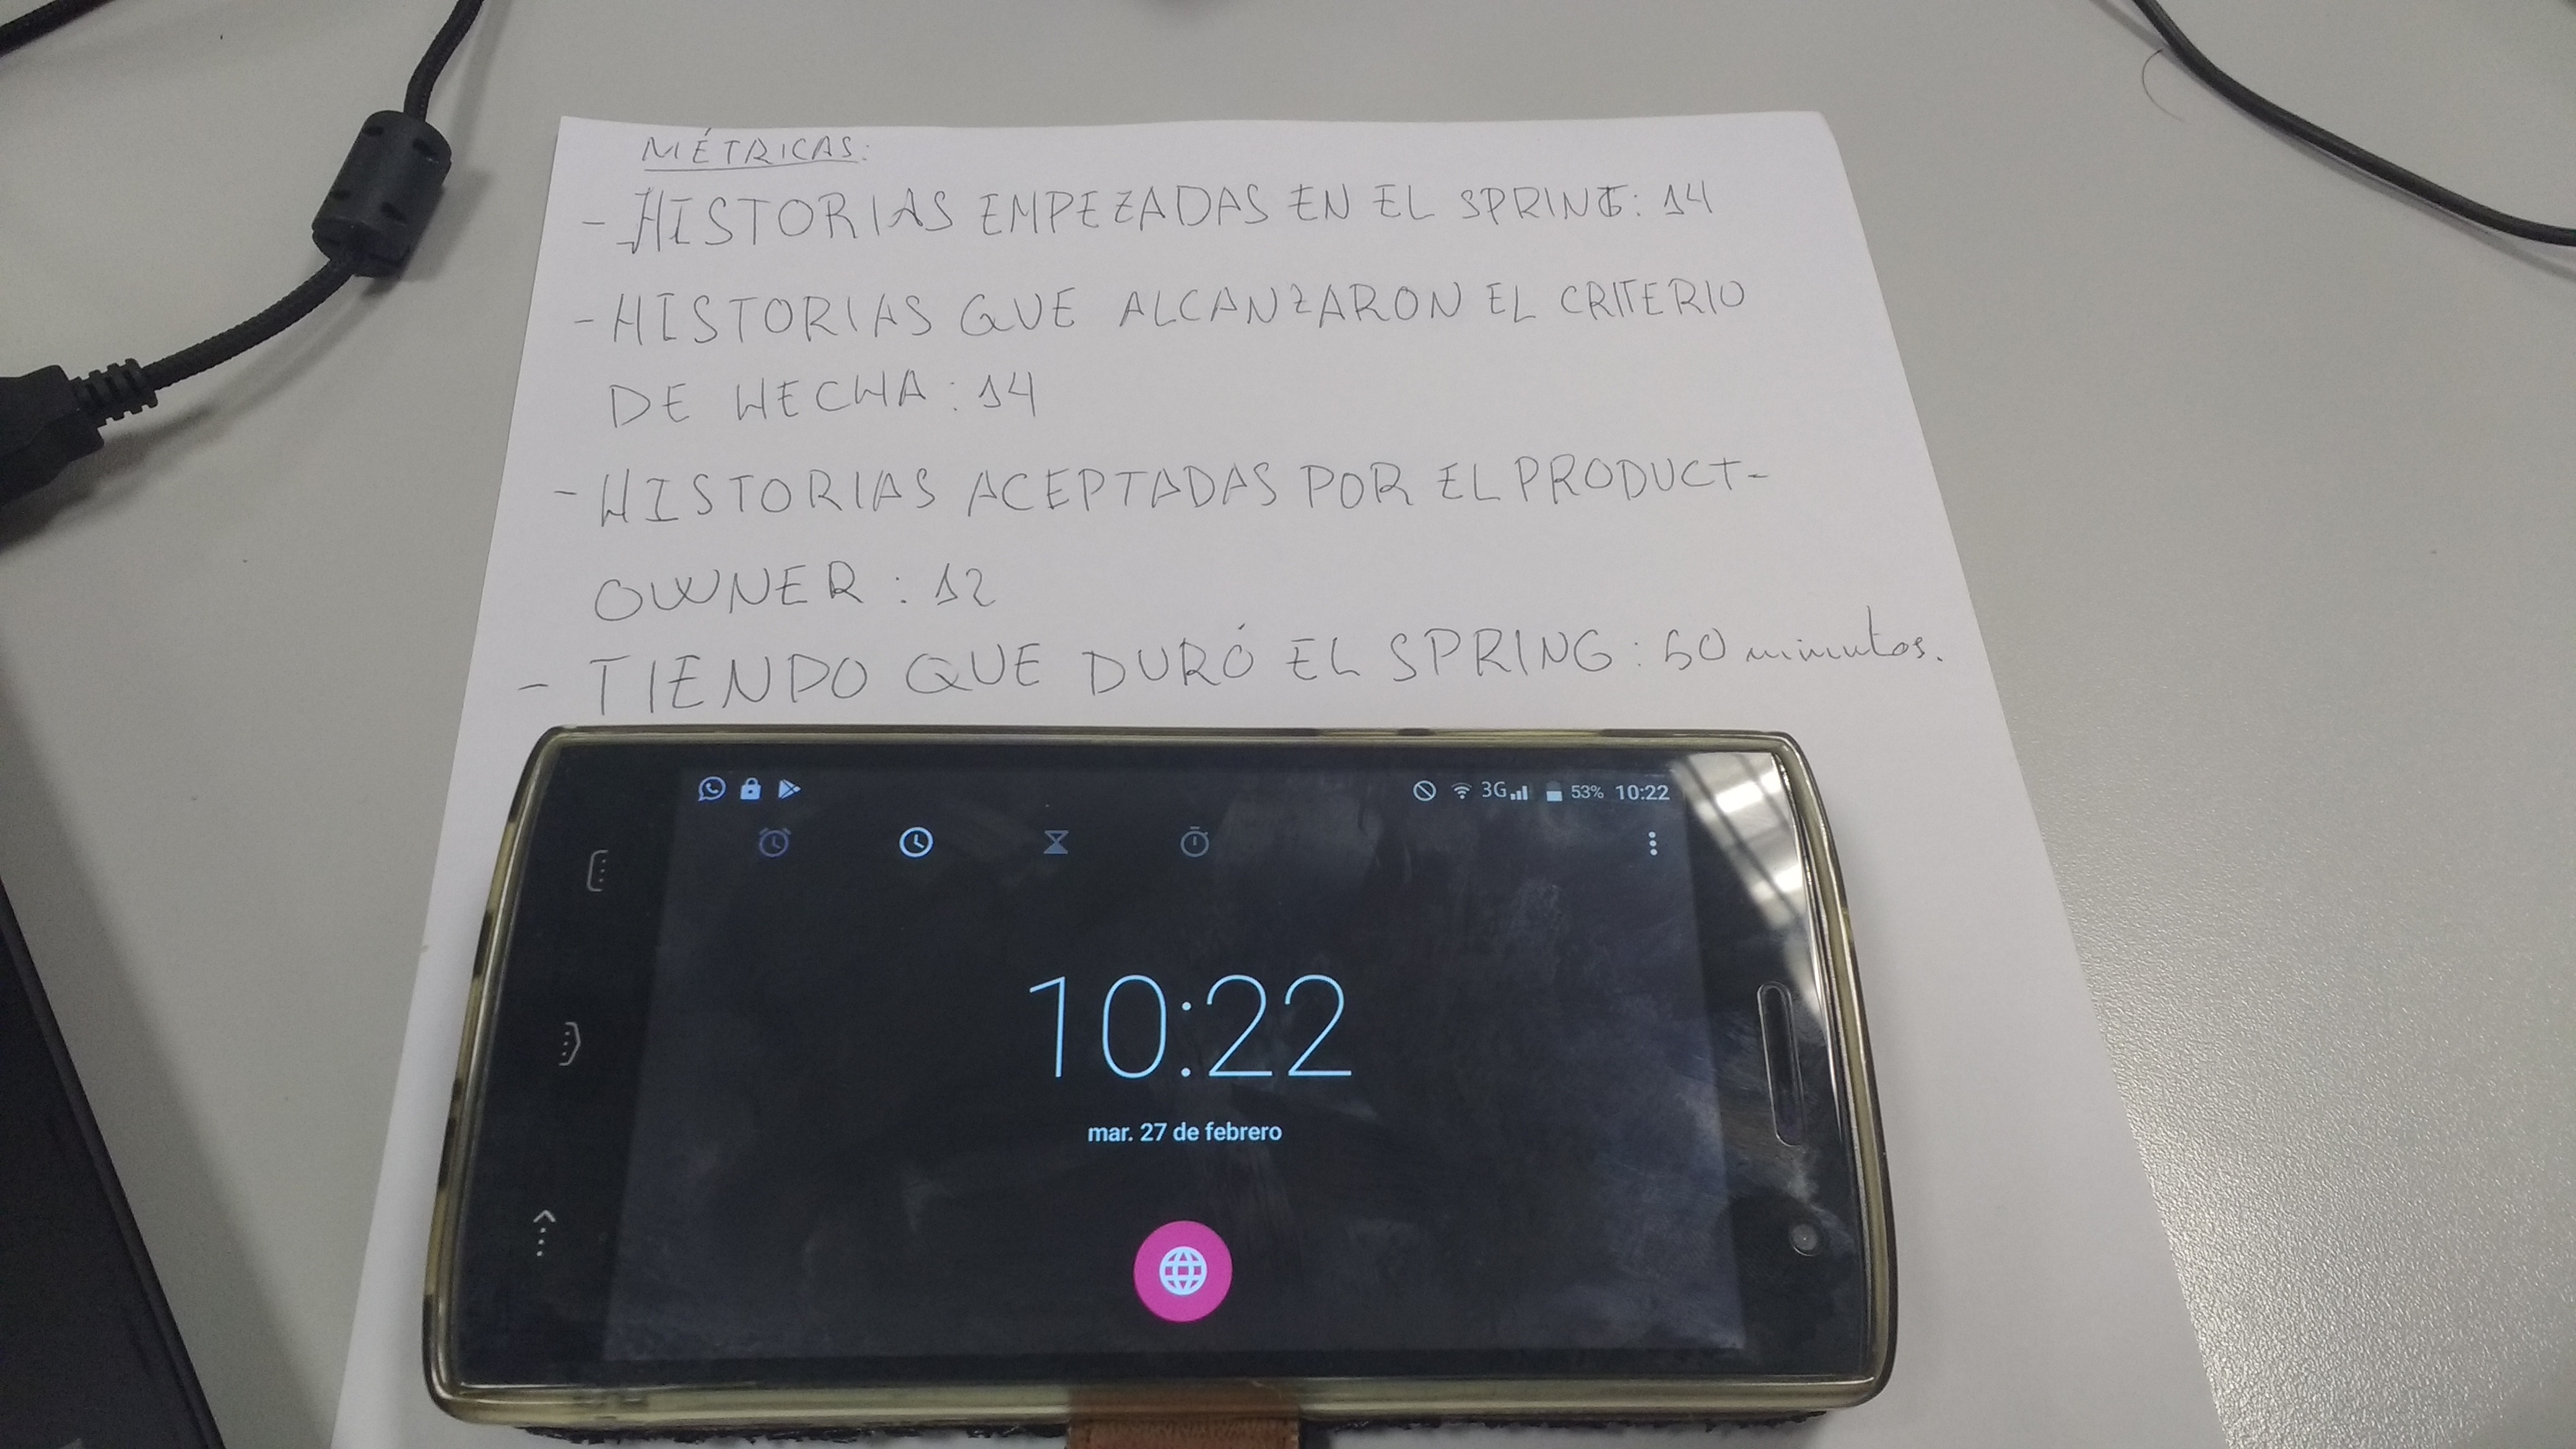 MÉTRICAS:
- HISTORIAS EMPEZADAS EN EL SPRING: 14
- HISTORIAS QUE ALCANZARON EL CRITERIO
DE HECHA: 14
- HISTORIAS ACEPTADAS POR EL PRODUCT-
OWNER: 12
- TIENDO QUE DURÓ EL SPRING: 50 minutos.
3G 53% 10:22
10:22
mar. 27 de febrero